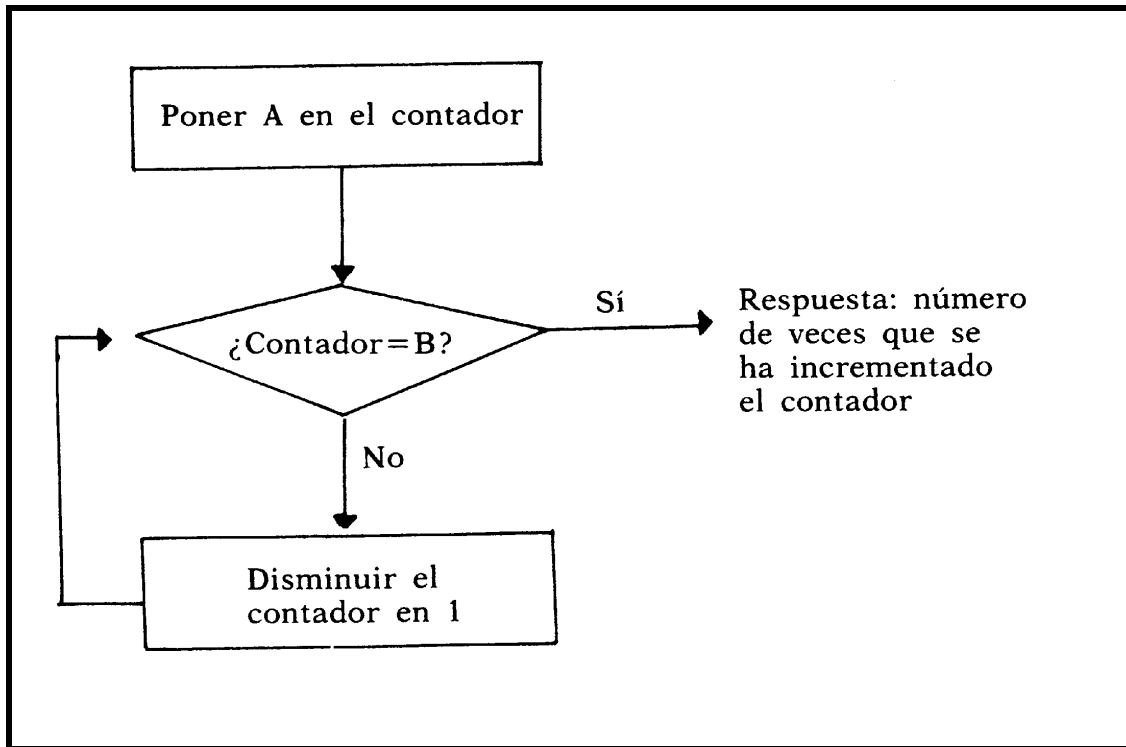 Poner A en el contador
¿Contador=B?
Sí
Respuesta: número
de veces que se
ha incrementado
el contador
No
Disminuir el
contador en 1